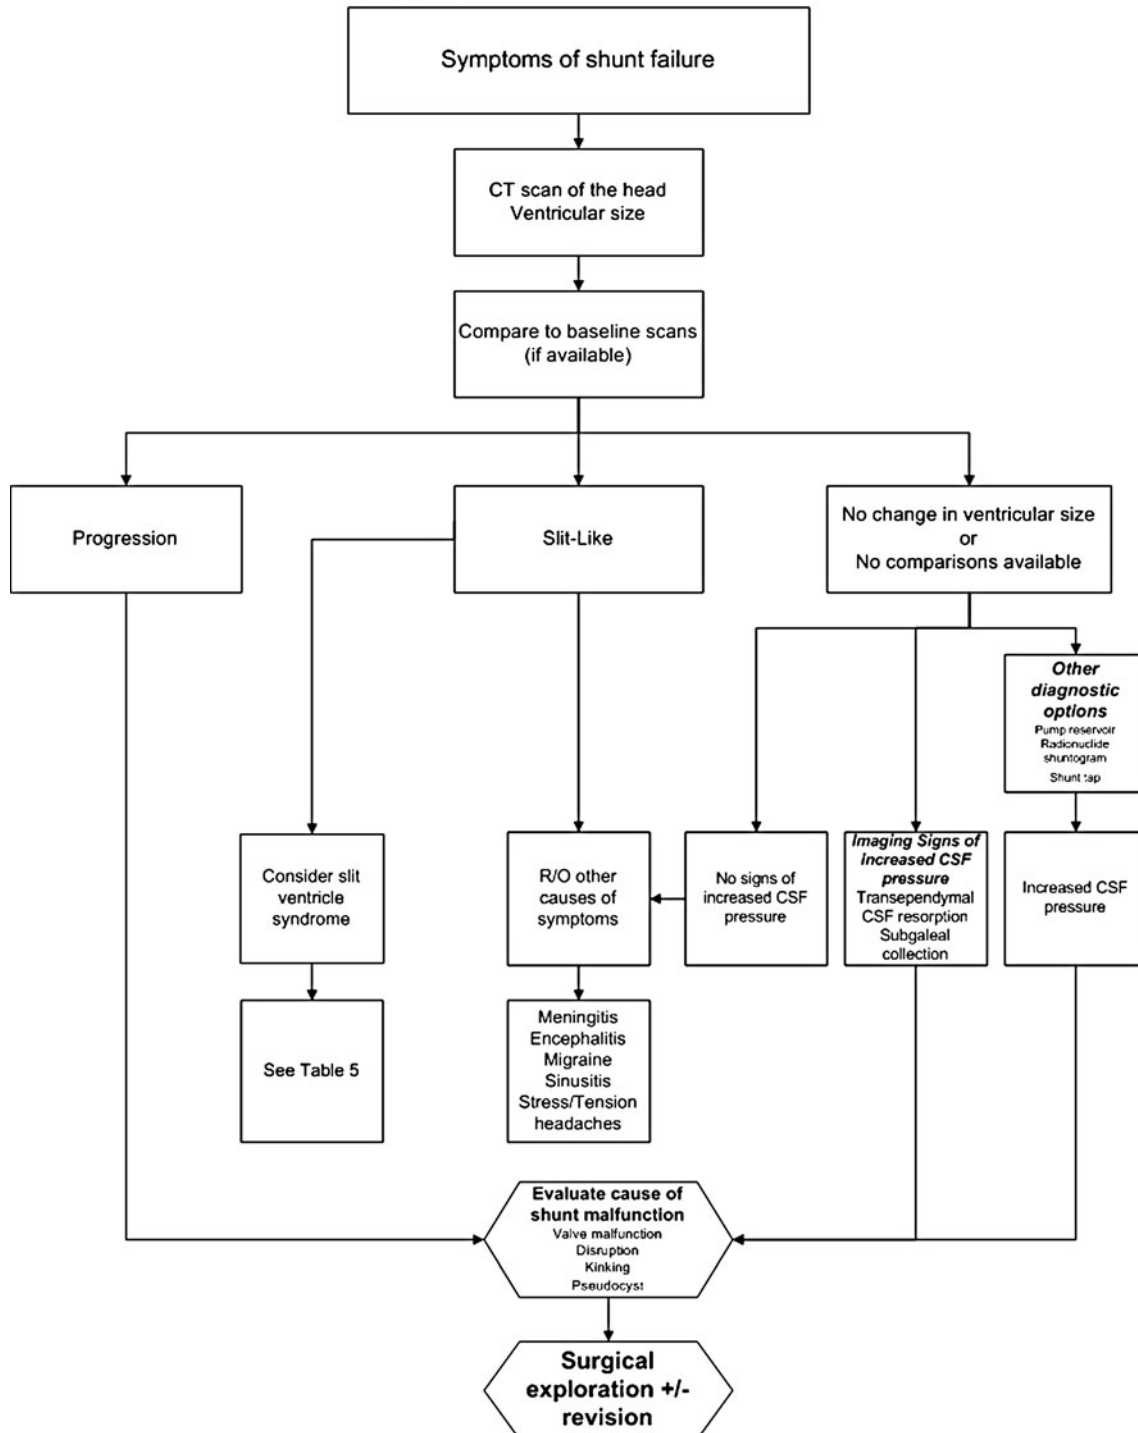 Symptoms of shunt failure
CT scan of the head
Ventricular size
Compare to baseline scans
(if available)
Progression
Slit-Like
No change in ventricular size
or
No comparisons available
Other
diagnostic
options
Pump reservoir
Radionuclide
shuntogram
Shunt tap
Consider slit
ventricle
syndrome
R/O other
causes of
symptoms
No signs of
increased CSF
pressure
Imaging Signs of
increased CSF
pressure
Transependymal
CSF resorption
Subgaleal
collection
Increased CSF
pressure
See Table 5
Meningitis
Encephalitis
Migraine
Sinusitis
Stress/Tension
headaches
Evaluate cause of
shunt malfunction
Valve malfunction
Disruption
Kinking
Pseudocyst
Surgical
exploration +/-
revision